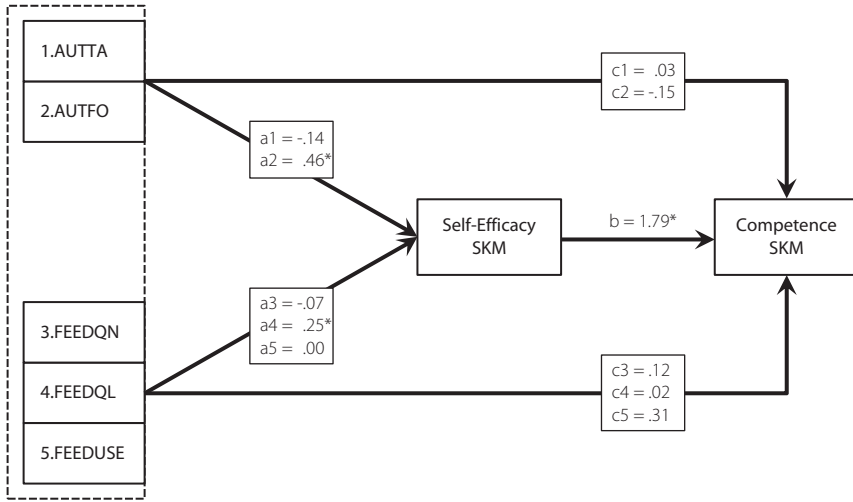 1.AUTTA
2.AUTFO
c1 = .03
c2 = -.15
a1 = -.14
a2 = .46*
Self-Efficacy
SKM
b = 1.79*
Competence
SKM
a3 = -.07
a4 = .25*
a5 = .00
3.FEEDQN
4.FEEDQL
5.FEEDUSE
c3 = .12
c4 = .02
c5 = .31